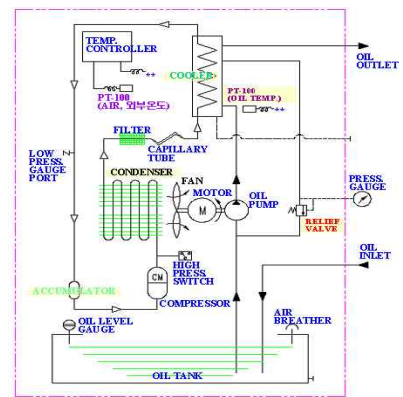 TEMP.
CONTROLLER
COOLER
OIL
OUTLET
**
PT-100
(AIR, 외부온도)
PT-100
(OIL TEMP.)
**
FILTER
CAPILLARY
TUBE
LOW
PRESS.
GAUGE
PORT
CONDENSER
FAN
MOTOR
M
OIL
PUMP
PRESS.
GAUGE
RELIEF
VALVE
OIL
INLET
HIGH
PRESS.
SWITCH
CM
COMPRESSOR
ACCUMULATOR
OIL LEVEL
GAUGE
AIR
BREATHER
OIL TANK